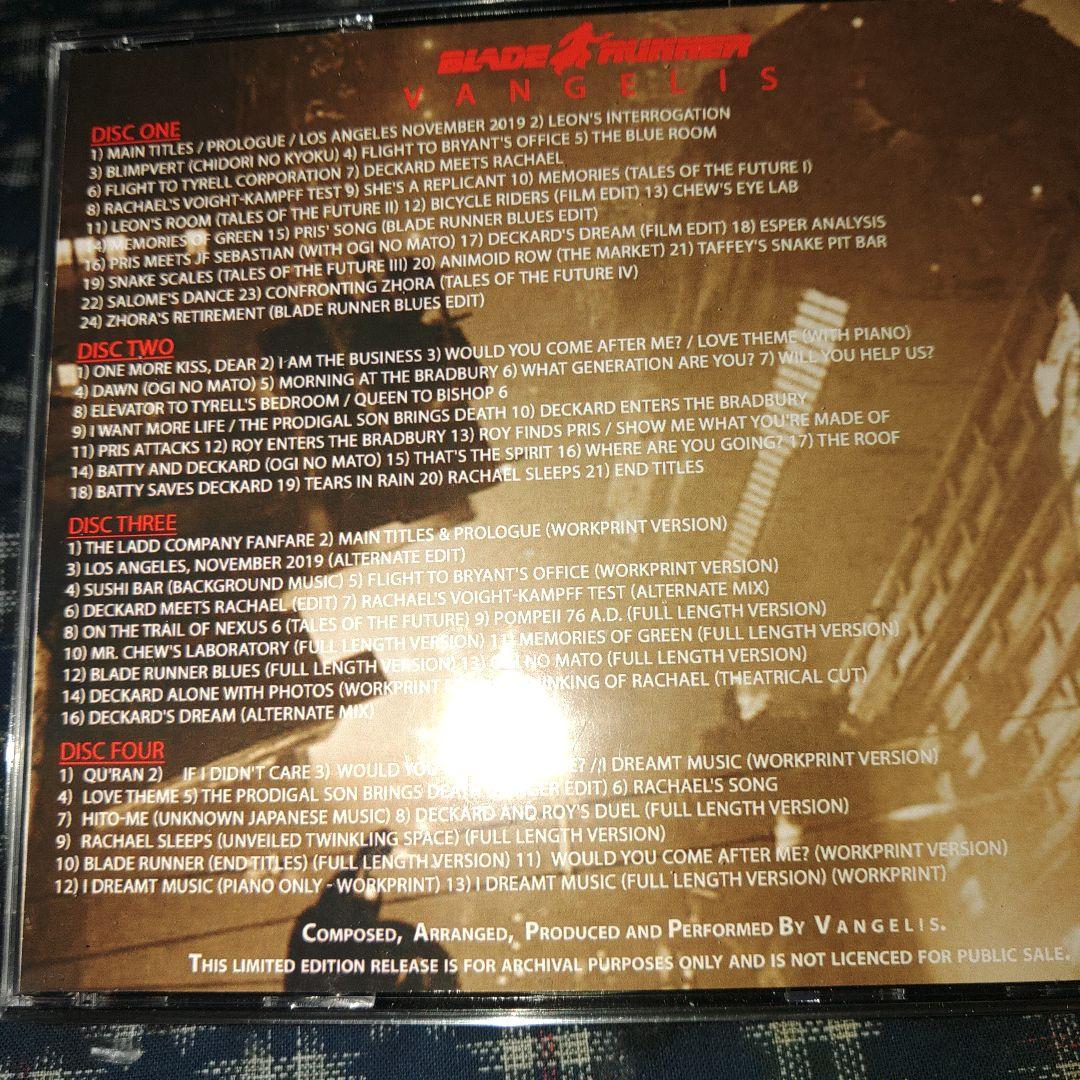 BLADE RUNNER
VANGELIS
DISC ONE
1) MAIN TITLES / PROLOGUE / LOS ANGELES NOVEMBER 2019 2) LEON'S INTERROGATION
3) BLIMPVERT (CHIDORI NO KYOKU) 4) FLIGHT TO BRYANT'S OFFICE 5) THE BLUE ROOM
6) FLIGHT TO TYRELL CORPORATION 7) DECKARD MEETS RACHAEL
8) RACHAEL'S VOIGHT-KAMPFF TEST 9) SHE'S A REPLICANT 10) MEMORIES (TALES OF THE FUTURE I)
11) LEON'S ROOM (TALES OF THE FUTURE II) 12) BICYCLE RIDERS (FILM EDIT) 13) CHEW'S EYE LAB
14) MEMORIES OF GREEN 15) PRIS' SONG (BLADE RUNNER BLUES EDIT)
16) PRIS MEETS JF SEBASTIAN (WITH OGI NO MATO) 17) DECKARD'S DREAM (FILM EDIT) 18) ESPER ANALYSIS
19) SNAKE SCALES (TALES OF THE FUTURE III) 20) ANIMOID ROW (THE MARKET) 21) TAFFEY'S SNAKE PIT BAR
22) SALOME'S DANCE 23) CONFRONTING ZHORA (TALES OF THE FUTURE IV)
24) ZHORA'S RETIREMENT (BLADE RUNNER BLUES EDIT)
DISC TWO
1) ONE MORE KISS, DEAR 2) I AM THE BUSINESS 3) WOULD YOU COME AFTER ME? / LOVE THEME (WITH PIANO)
4) DAWN (OGI NO MATO) 5) MORNING AT THE BRADBURY 6) WHAT GENERATION ARE YOU? 7) WILL YOU HELP US?
8) ELEVATOR TO TYRELL'S BEDROOM / QUEEN TO BISHOP 6
9) I WANT MORE LIFE / THE PRODIGAL SON BRINGS DEATH 10) DECKARD ENTERS THE BRADBURY
11) PRIS ATTACKS 12) ROY ENTERS THE BRADBURY 13) ROY FINDS PRIS / SHOW ME WHAT YOU'RE MADE OF
14) BATTY AND DECKARD (OGI NO MATO) 15) THAT'S THE SPIRIT 16) WHERE ARE YOU GOING? 17) THE ROOF
18) BATTY SAVES DECKARD 19) TEARS IN RAIN 20) RACHAEL SLEEPS 21) END TITLES
DISC THREE
1) THE LADD COMPANY FANFARE 2) MAIN TITLES & PROLOGUE (WORKPRINT VERSION)
3) LOS ANGELES, NOVEMBER 2019 (ALTERNATE EDIT)
4) SUSHI BAR (BACKGROUND MUSIC) 5) FLIGHT TO BRYANT'S OFFICE (WORKPRINT VERSION)
6) DECKARD MEETS RACHAEL (EDIT) 7) RACHAEL'S VOIGHT-KAMPFF TEST (ALTERNATE MIX)
8) ON THE TRAIL OF NEXUS 6 (TALES OF THE FUTURE) 9) POMPEII 76 A.D. (FULL LENGTH VERSION)
10) MR. CHEW'S LABORATORY (FULL LENGTH VERSION) 11) MEMORIES OF GREEN (FULL LENGTH VERSION)
12) BLADE RUNNER BLUES (FULL LENGTH VERSION) 13) OGI NO MATO (FULL LENGTH VERSION)
14) DECKARD ALONE WITH PHOTOS (WORKPRINT OF RACHAEL (THEATRICAL CUT)
16) DECKARD'S DREAM (ALTERNATE MIX)
DISC FOUR
1) QU'RAN 2) IF I DIDN'T CARE 3) WOULD ? / I DREAMT MUSIC (WORKPRINT VERSION)
4) LOVE THEME 5) THE PRODIGAL SON BRINGS DEATH EDIT) 6) RACHAEL'S SONG
7) HITO-ME (UNKNOWN JAPANESE MUSIC) 8) DECKARD AND ROY'S DUEL (FULL LENGTH VERSION)
9) RACHAEL SLEEPS (UNVEILED TWINKLING SPACE) (FULL LENGTH VERSION)
10) BLADE RUNNER (END TITLES) (FULL LENGTH VERSION) 11) WOULD YOU COME AFTER ME? (WORKPRINT VERSION)
12) I DREAMT MUSIC (PIANO ONLY - WORKPRINT) 13) I DREAMT MUSIC (FULL LENGTH VERSION) (WORKPRINT)
COMPOSED, ARRANGED, PRODUCED AND PERFORMED BY VANGELIS.
THIS LIMITED EDITION RELEASE IS FOR ARCHIVAL PURPOSES ONLY AND IS NOT LICENCED FOR PUBLIC SALE.